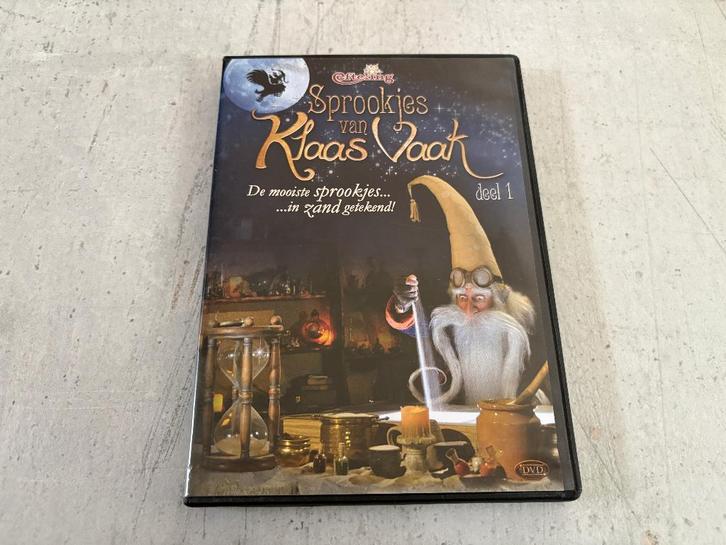 Efteling
Sprookjes
van
Klaas Vaak
deel 1
De mooiste sprookjes...
...in zand getekend!
DVD